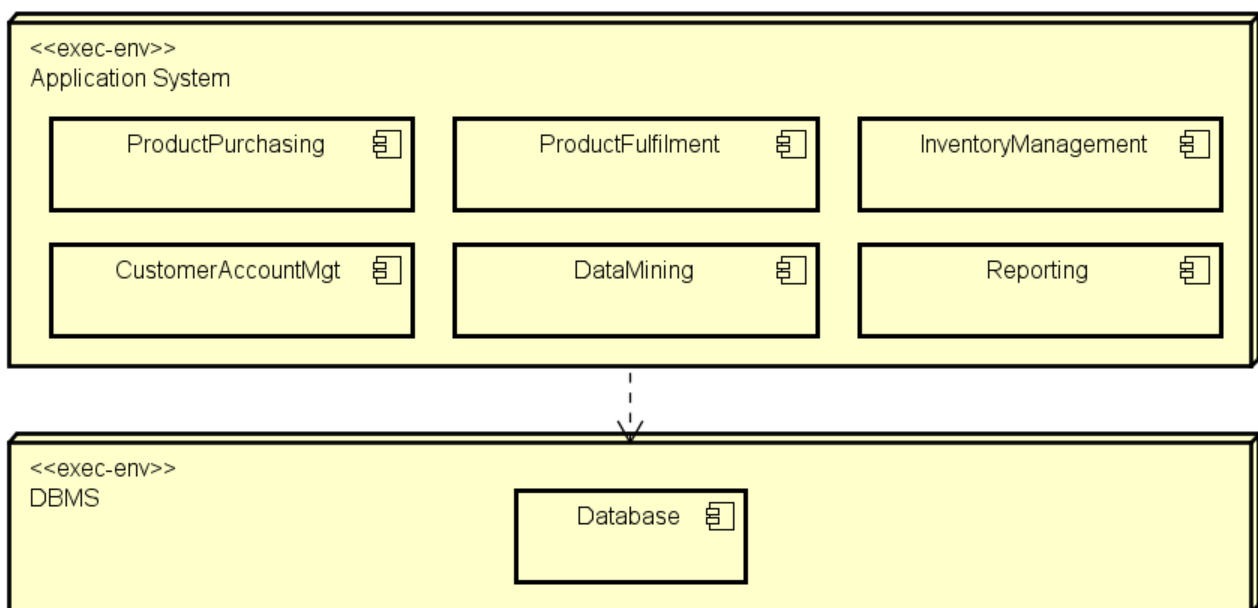 <<exec-env>>
Application System
ProductPurchasing
ProductFulfilment
InventoryManagement
CustomerAccountMgt
DataMining
Reporting
<<exec-env>>
DBMS
Database